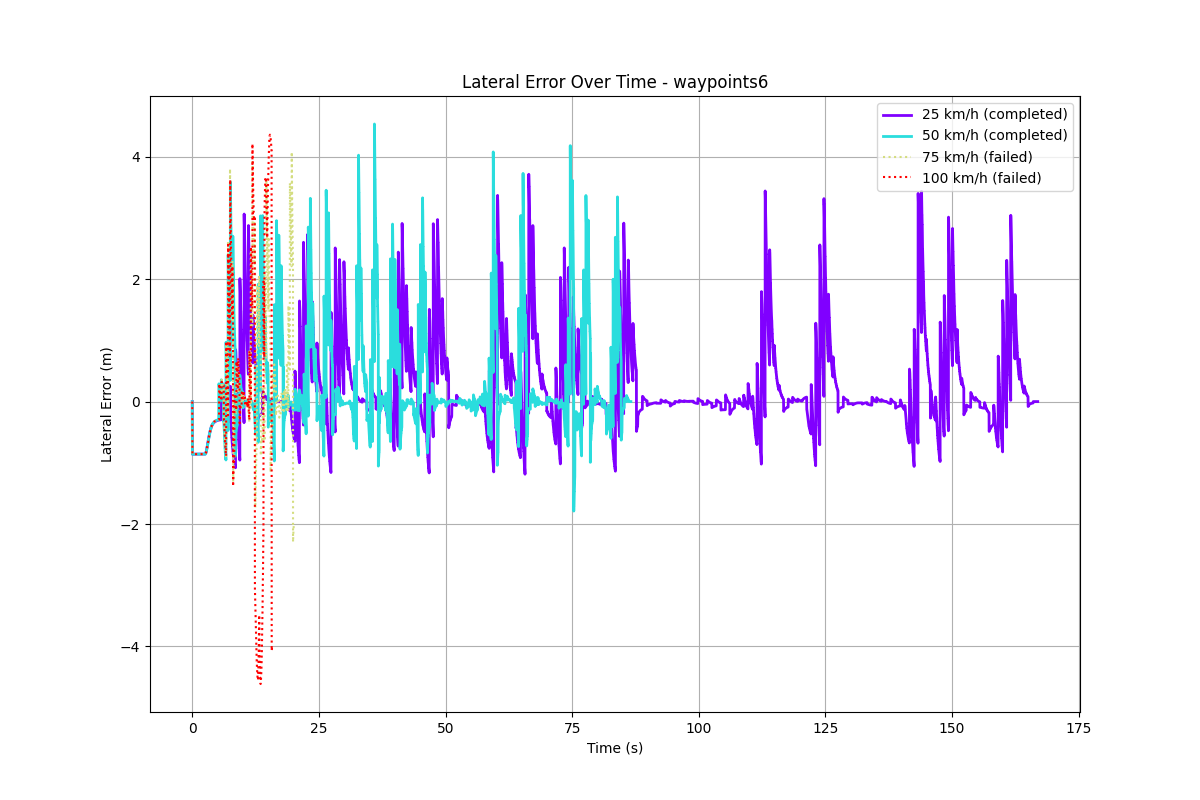 Lateral Error Over Time - waypoints6
25 km/h (completed)
50 km/h (completed)
75 km/h (failed)
100 km/h (failed)
Lateral Error (m)
4
2
0
−2
−4
0 25 50 75 100 125 150 175
Time (s)